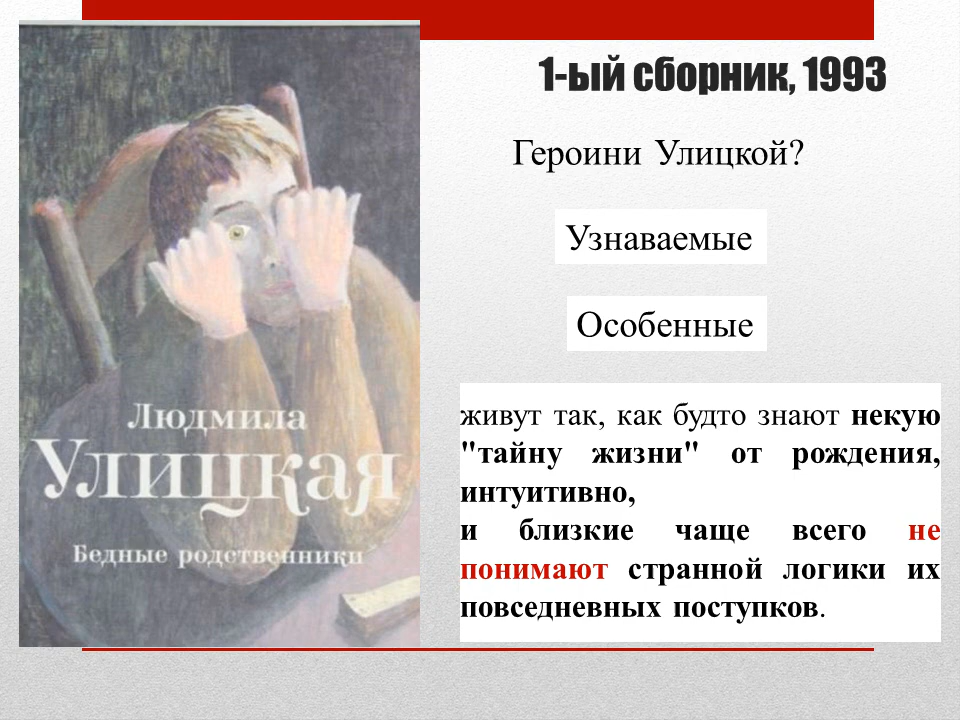 1-ый сборник, 1993
Героини Улицкой?
Узнаваемые
Особенные
живут так, как будто знают некую
"тайну жизни" от рождения,
интуитивно,
и близкие чаще всего не
понимают странной логики их
повседневных поступков.
Людмила
Улицкая
Бедные родственники